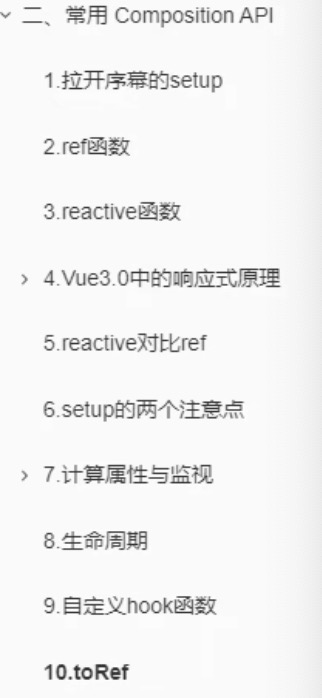 二、常用 Composition API
1.拉开序幕的setup
2.ref函数
3.reactive函数
4.Vue3.0中的响应式原理
5.reactive对比ref
6.setup的两个注意点
7.计算属性与监视
8.生命周期
9.自定义hook函数
10.toRef